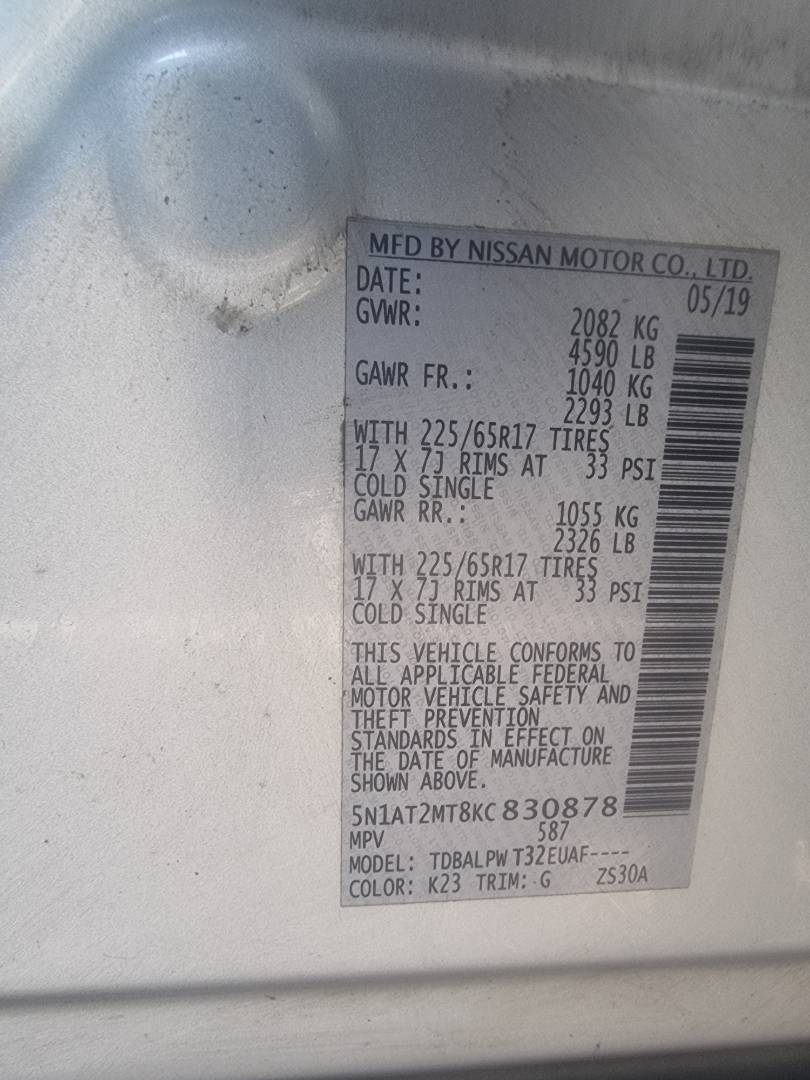 MFD BY NISSAN MOTOR CO., LTD.
DATE: 05/19
GVWR: 2082 KG
4590 LB
GAWR FR.: 1040 KG
2293 LB
WITH 225/65R17 TIRES
17 X 7J RIMS AT 33 PSI
COLD SINGLE
GAWR RR.: 1055 KG
2326 LB
WITH 225/65R17 TIRES
17 X 7J RIMS AT 33 PSI
COLD SINGLE
THIS VEHICLE CONFORMS TO
ALL APPLICABLE FEDERAL
MOTOR VEHICLE SAFETY AND
THEFT PREVENTION
STANDARDS IN EFFECT ON
THE DATE OF MANUFACTURE
SHOWN ABOVE.
5N1AT2MT8KC830878
MPV 587
MODEL: TDBALPW T32EUAF----
COLOR: K23 TRIM: G ZS30A